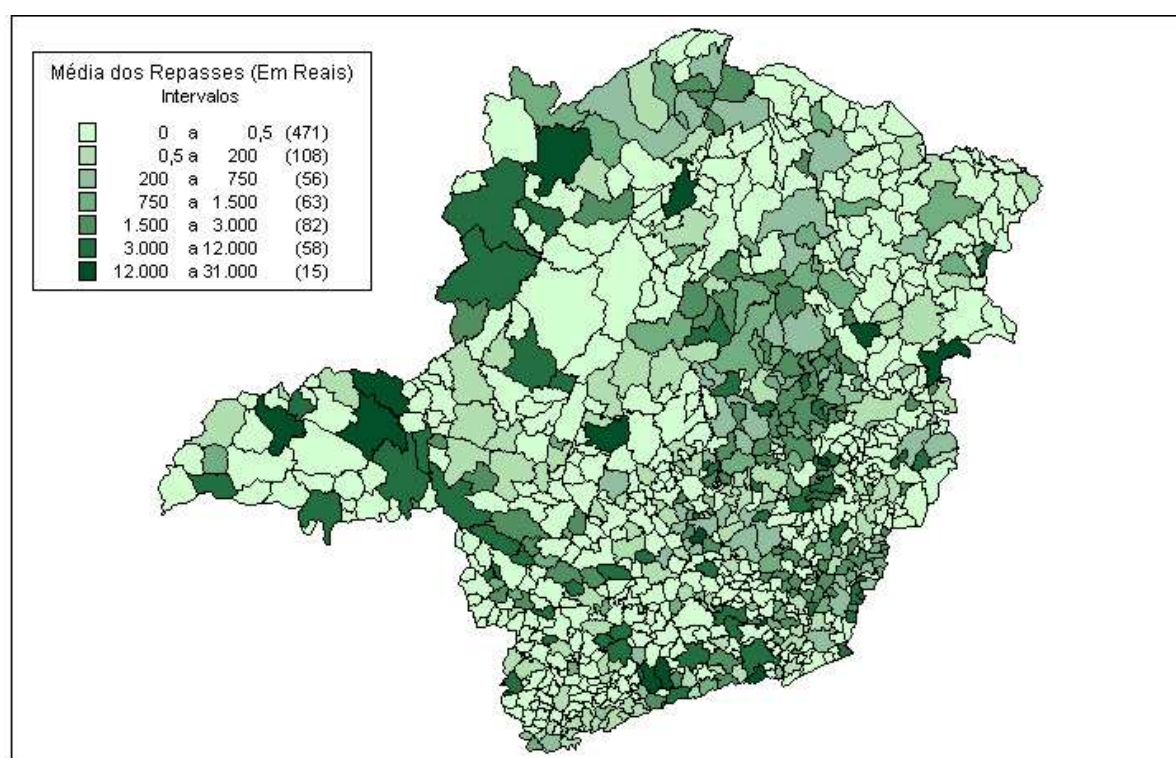 Média dos Repasses (Em Reais)
Intervalos
0 a 0,5 (471)
0,5 a 200 (108)
200 a 750 (56)
750 a 1.500 (63)
1.500 a 3.000 (82)
3.000 a 12.000 (58)
12.000 a 31.000 (15)